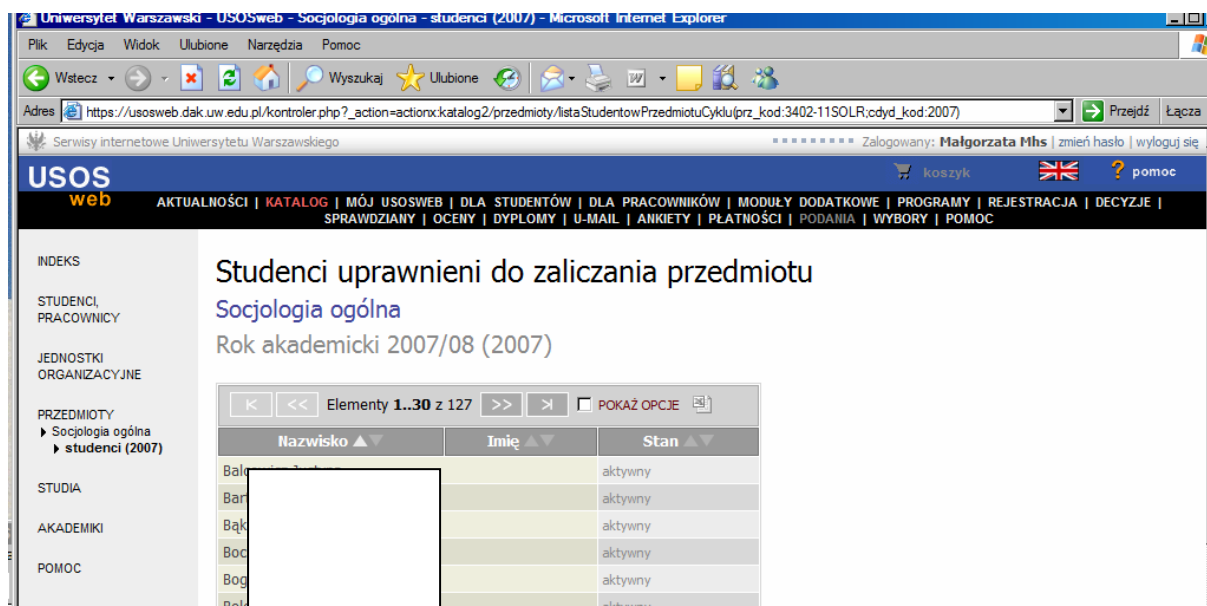 Uniwersytet Warszawski - USOSweb - Socjologia ogólna - studenci (2007) - Microsoft Internet Explorer
Plik Edycja Widok Ulubione Narzędzia Pomoc
Wstecz Wyszukaj Ulubione
Adres https://usosweb.dak.uw.edu.pl/kontroler.php?_action=actionx:katalog2/przedmioty/listaStudentowPrzedmiotuCyklu(prz_kod:3402-11SOLR;cdyd_kod:2007) Przejdź Łącza
Serwisy internetowe Uniwersytetu Warszawskiego Zalogowany: Małgorzata Mhs | zmień hasło | wyloguj się
USOS web koszyk ? pomoc
AKTUALNOŚCI | KATALOG | MÓJ USOSWEB | DLA STUDENTÓW | DLA PRACOWNIKÓW | MODUŁY DODATKOWE | PROGRAMY | REJESTRACJA | DECYZJE |
SPRAWDZIANY | OCENY | DYPLOMY | U-MAIL | ANKIETY | PŁATNOŚCI | PODANIA | WYBORY | POMOC
INDEKS
STUDENCI,
PRACOWNICY
JEDNOSTKI
ORGANIZACYJNE
PRZEDMIOTY
Socjologia ogólna
studenci (2007)
STUDIA
AKADEMIKI
POMOC
Studenci uprawnieni do zaliczania przedmiotu
Socjologia ogólna
Rok akademicki 2007/08 (2007)
K << Elementy 1..30 z 127 >> POKAŻ OPCJE
Nazwisko Imię Stan
aktywny
Bar aktywny
Bąk aktywny
Boc aktywny
Bog aktywny